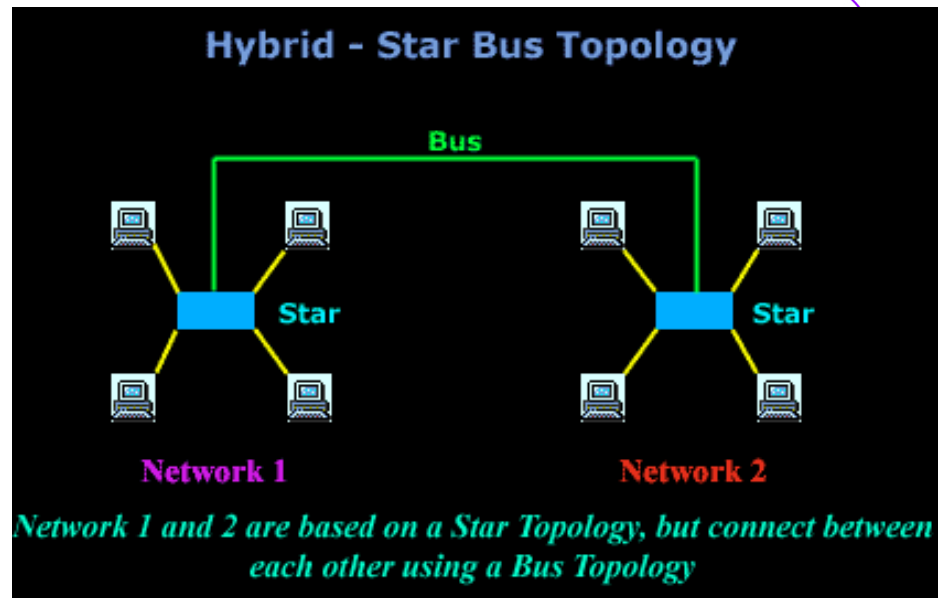 Hybrid - Star Bus Topology
Bus
Star
Star
Network 1
Network 2
Network 1 and 2 are based on a Star Topology, but connect between
each other using a Bus Topology